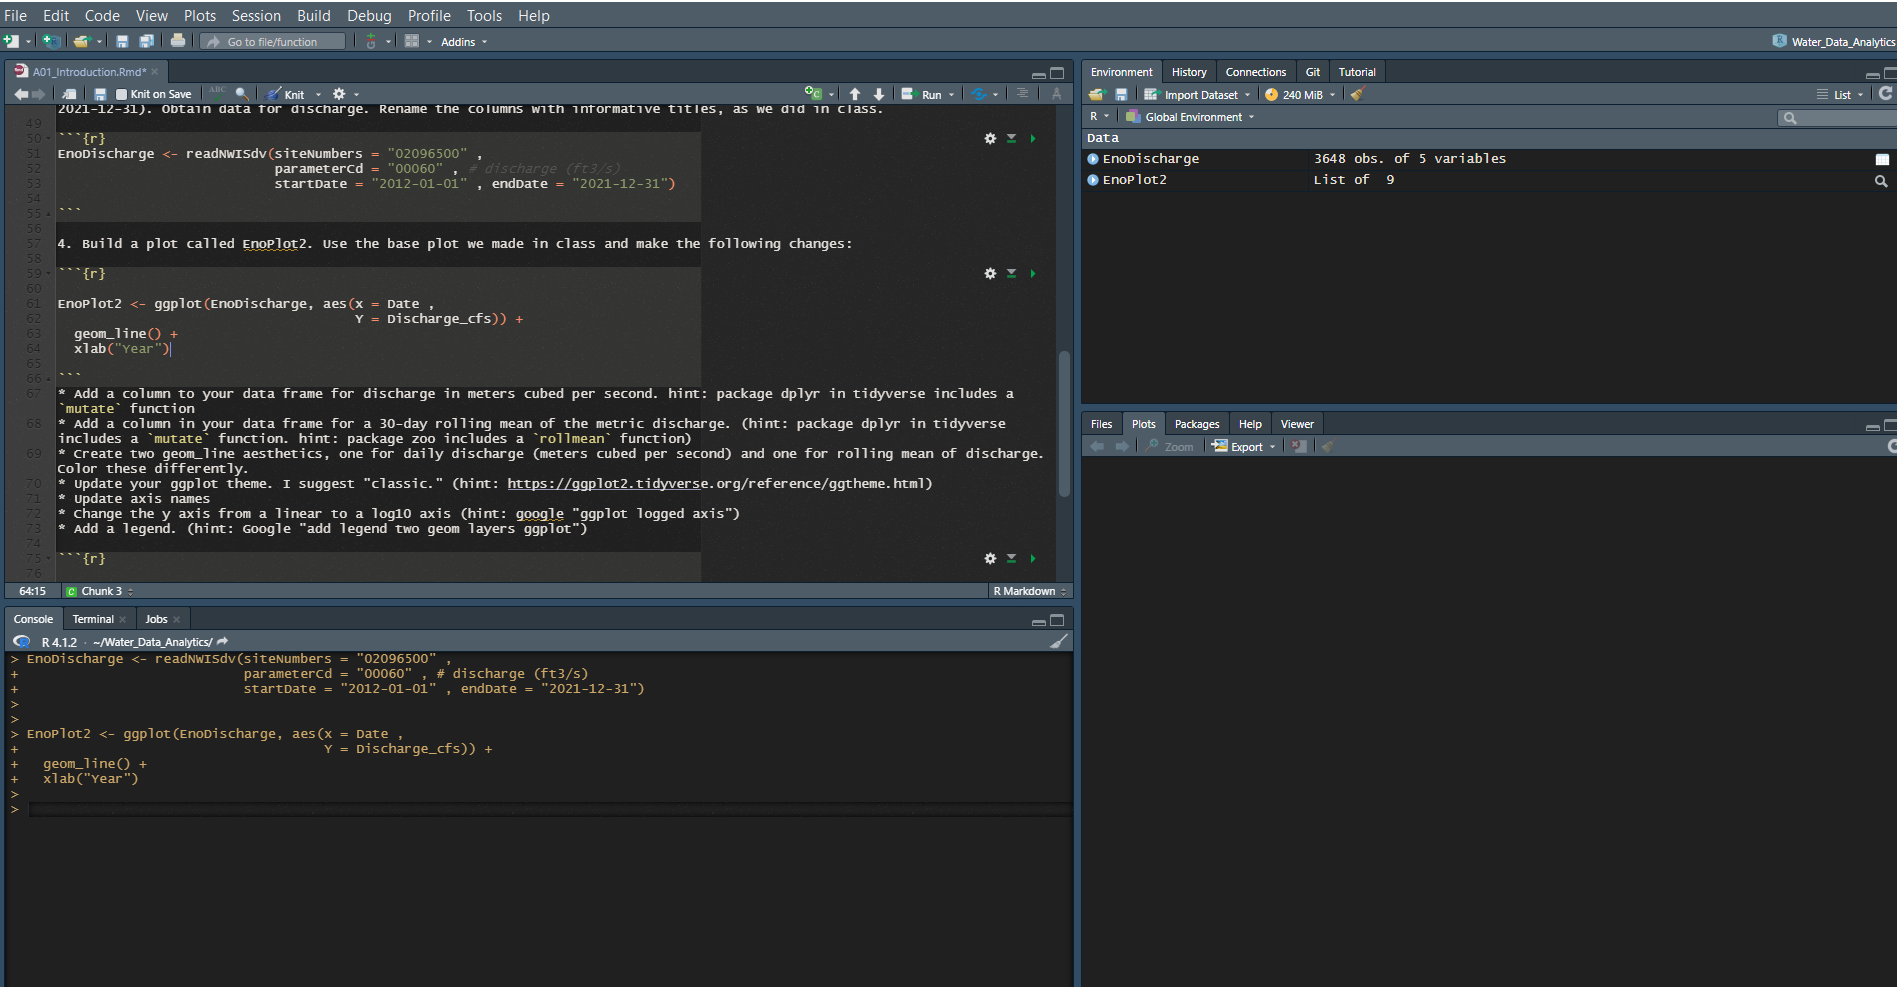 File Edit Code View Plots Session Build Debug Profile Tools Help
Go to file/function Addins Water_Data_Analytics
A01_Introduction.Rmd*
Knit on Save ABC Knit Run
2021-12-31). Obtain data for discharge. Rename the columns with informative titles, as we did in class.
49
50 ```{r}
51 EnoDischarge <- readNWISdv(siteNumbers = "02096500" ,
52 parameterCd = "00060" , # discharge (ft3/s)
53 startDate = "2012-01-01" , endDate = "2021-12-31")
54
55 ```
56
57 4. Build a plot called EnoPlot2. Use the base plot we made in class and make the following changes:
58
59 ```{r}
60
61 EnoPlot2 <- ggplot(EnoDischarge, aes(x = Date ,
62 Y = Discharge_cfs)) +
63 geom_line() +
64 xlab("Year")
65
66 ```
67 * Add a column to your data frame for discharge in meters cubed per second. hint: package dplyr in tidyverse includes a
`mutate` function
68 * Add a column in your data frame for a 30-day rolling mean of the metric discharge. (hint: package dplyr in tidyverse
includes a `mutate` function. hint: package zoo includes a `rollmean` function)
69 * Create two geom_line aesthetics, one for daily discharge (meters cubed per second) and one for rolling mean of discharge.
Color these differently.
70 * Update your ggplot theme. I suggest "classic." (hint: https://ggplot2.tidyverse.org/reference/ggtheme.html)
71 * Update axis names
72 * Change the y axis from a linear to a log10 axis (hint: google "ggplot logged axis")
73 * Add a legend. (hint: Google "add legend two geom layers ggplot")
74
75 ```{r}
76
64:15 C Chunk 3 R Markdown
Console Terminal Jobs
R 4.1.2 · ~/Water_Data_Analytics/
> EnoDischarge <- readNWISdv(siteNumbers = "02096500" ,
+ parameterCd = "00060" , # discharge (ft3/s)
+ startDate = "2012-01-01" , endDate = "2021-12-31")
>
>
> EnoPlot2 <- ggplot(EnoDischarge, aes(x = Date ,
+ Y = Discharge_cfs)) +
+ geom_line() +
+ xlab("Year")
>
>
Environment History Connections Git Tutorial
Import Dataset 240 MiB List
R Global Environment
Data
EnoDischarge 3648 obs. of 5 variables
EnoPlot2 List of 9
Files Plots Packages Help Viewer
Zoom Export